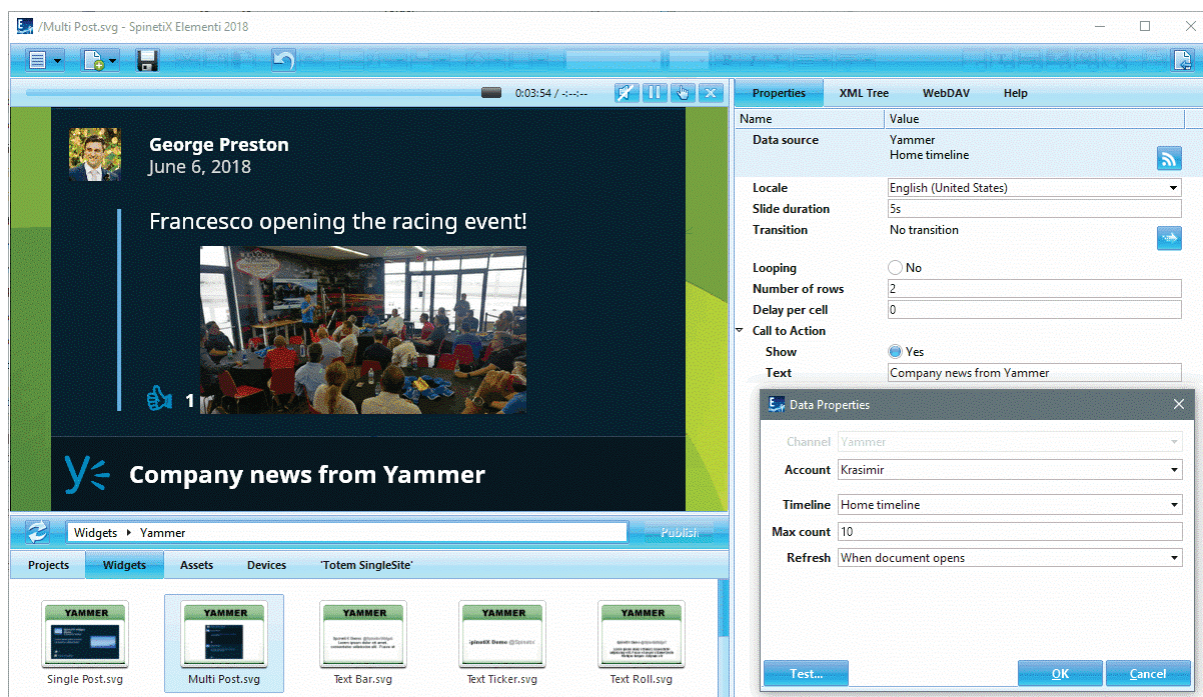 /Multi Post.svg - SpinetiX Elementi 2018
0:03:54 / -:--:--
George Preston
June 6, 2018
Francesco opening the racing event!
WELCOME
1
Company news from Yammer
Properties XML Tree WebDAV Help
Name Value
Data source Yammer
Home timeline
Locale English (United States)
Slide duration 5s
Transition No transition
Looping No
Number of rows 2
Delay per cell 0
Call to Action
Show Yes
Text Company news from Yammer
Data Properties
Channel Yammer
Account Krasimir
Timeline Home timeline
Max count 10
Refresh When document opens
Test... OK Cancel
Widgets Yammer Publish
Projects Widgets Assets Devices 'Totem SingleSite'
YAMMER YAMMER YAMMER YAMMER YAMMER
Single Post.svg Multi Post.svg Text Bar.svg Text Ticker.svg Text Roll.svg